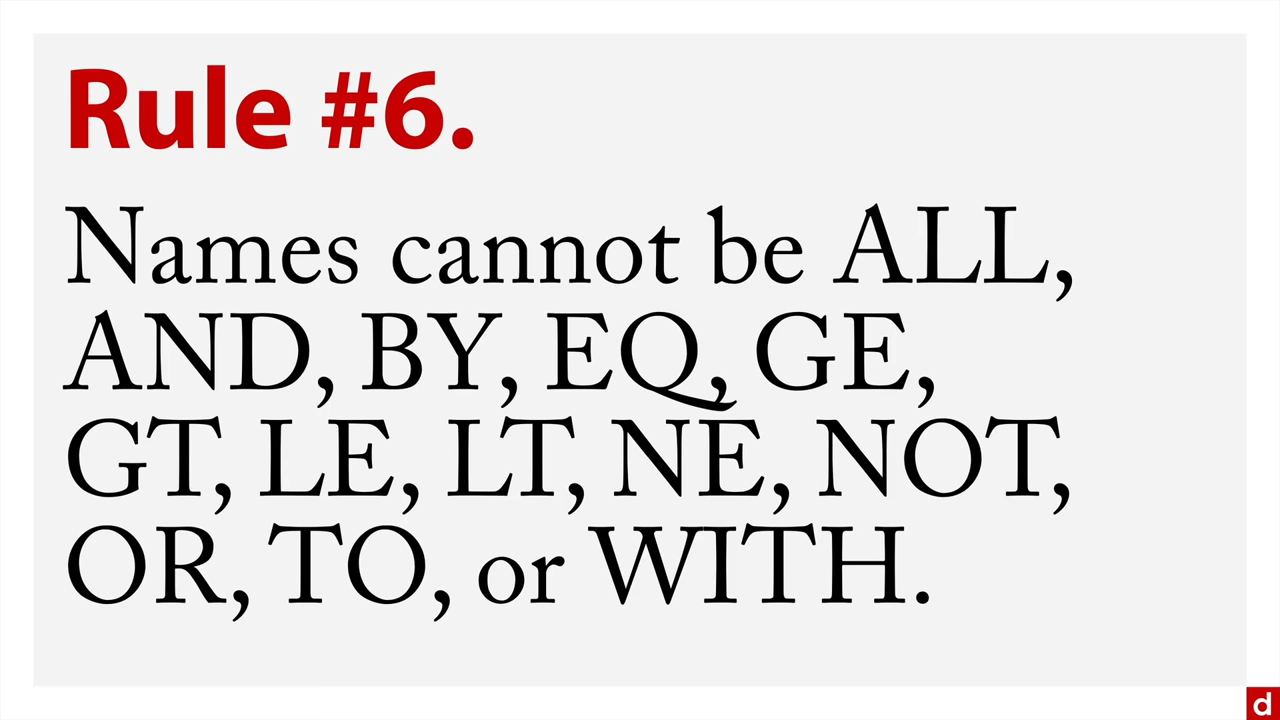 Rule #6.
Names cannot be ALL,
AND, BY, EQ, GE,
GT, LE, LT, NE, NOT,
OR, TO, or WITH.
d